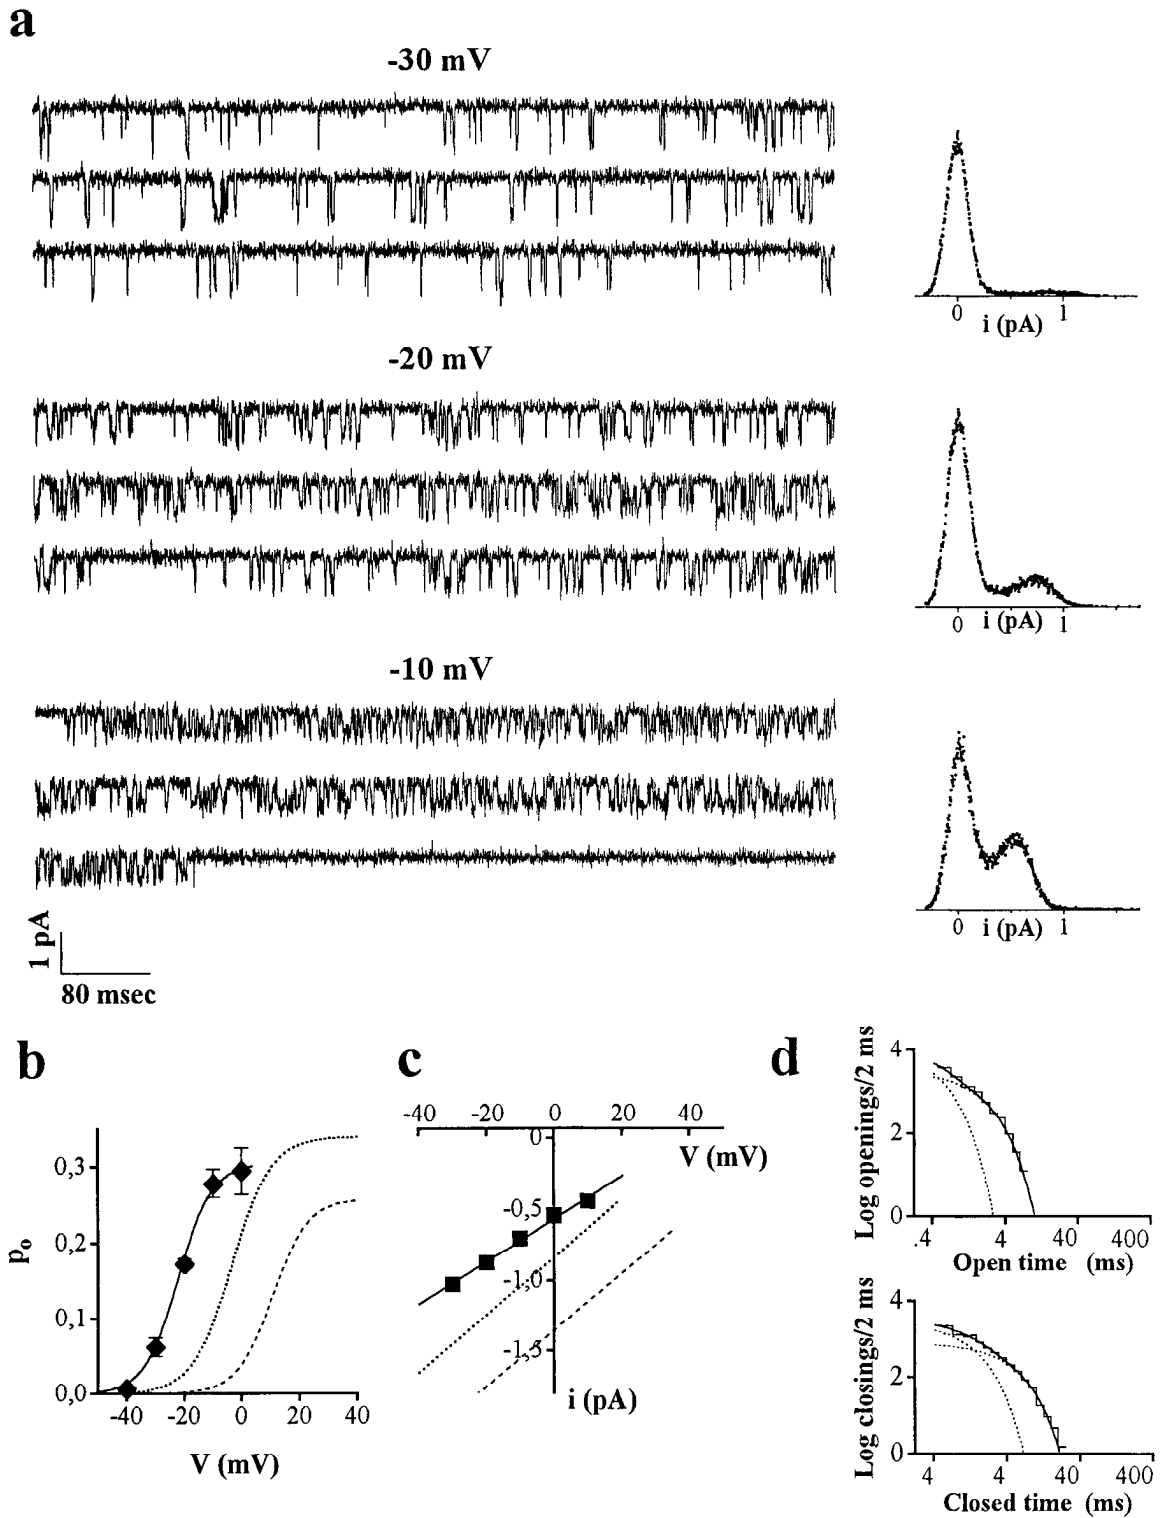 a
-30 mV
0 1
i (pA)
-20 mV
0 1
i (pA)
-10 mV
0 1
i (pA)
1 pA
80 msec
b
0,3
0,2
0,1
0,0
po
-40 -20 0 20 40
V (mV)
c
-40 -20 0 20 40
V (mV)
0
-0,5
-1,0
-1,5
i (pA)
d
Log openings/2 ms
4
2
0
.4 4 40 400
Open time (ms)
Log closings/2 ms
4
2
0
4 4 40 400
Closed time (ms)